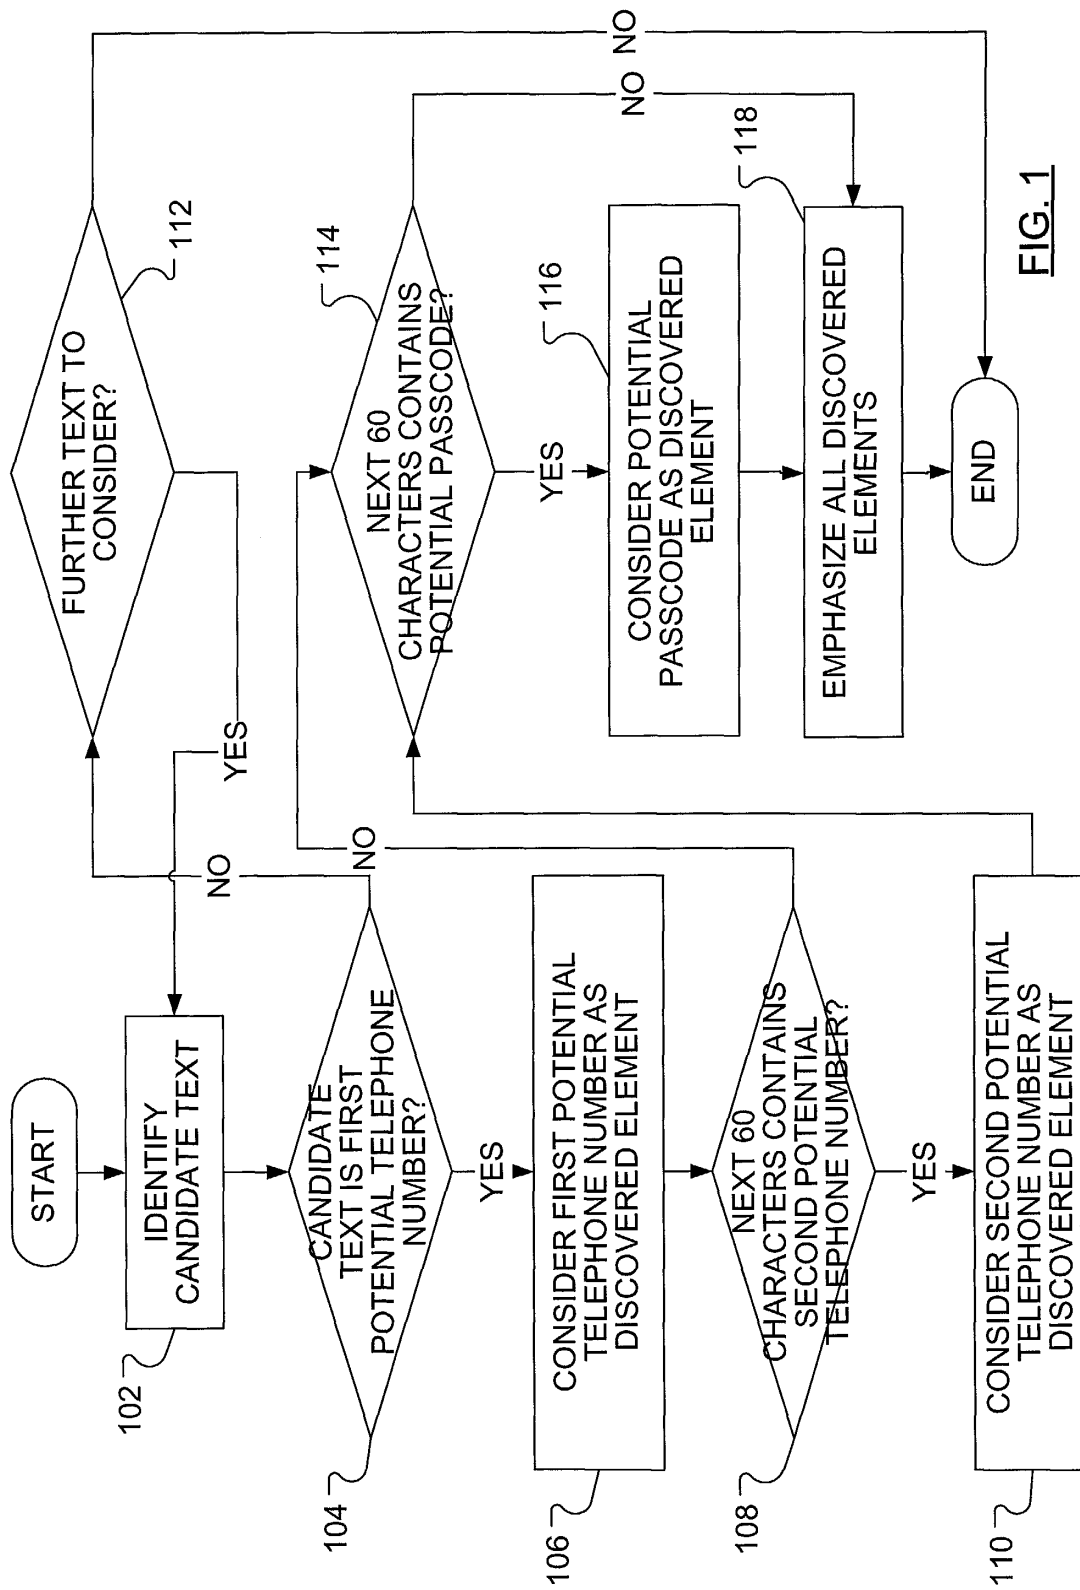 START
IDENTIFY
CANDIDATE TEXT
102
CANDIDATE
TEXT IS FIRST
POTENTIAL TELEPHONE
NUMBER?
104
NO
YES
CONSIDER FIRST POTENTIAL
TELEPHONE NUMBER AS
DISCOVERED ELEMENT
106
NEXT 60
CHARACTERS CONTAINS
SECOND POTENTIAL
TELEPHONE NUMBER?
108
NO
YES
CONSIDER SECOND POTENTIAL
TELEPHONE NUMBER AS
DISCOVERED ELEMENT
110
FURTHER TEXT TO
CONSIDER?
112
YES
NO
NEXT 60
CHARACTERS CONTAINS
POTENTIAL PASSCODE?
114
NO
YES
CONSIDER POTENTIAL
PASSCODE AS DISCOVERED
ELEMENT
116
EMPHASIZE ALL DISCOVERED
ELEMENTS
118
END
FIG. 1